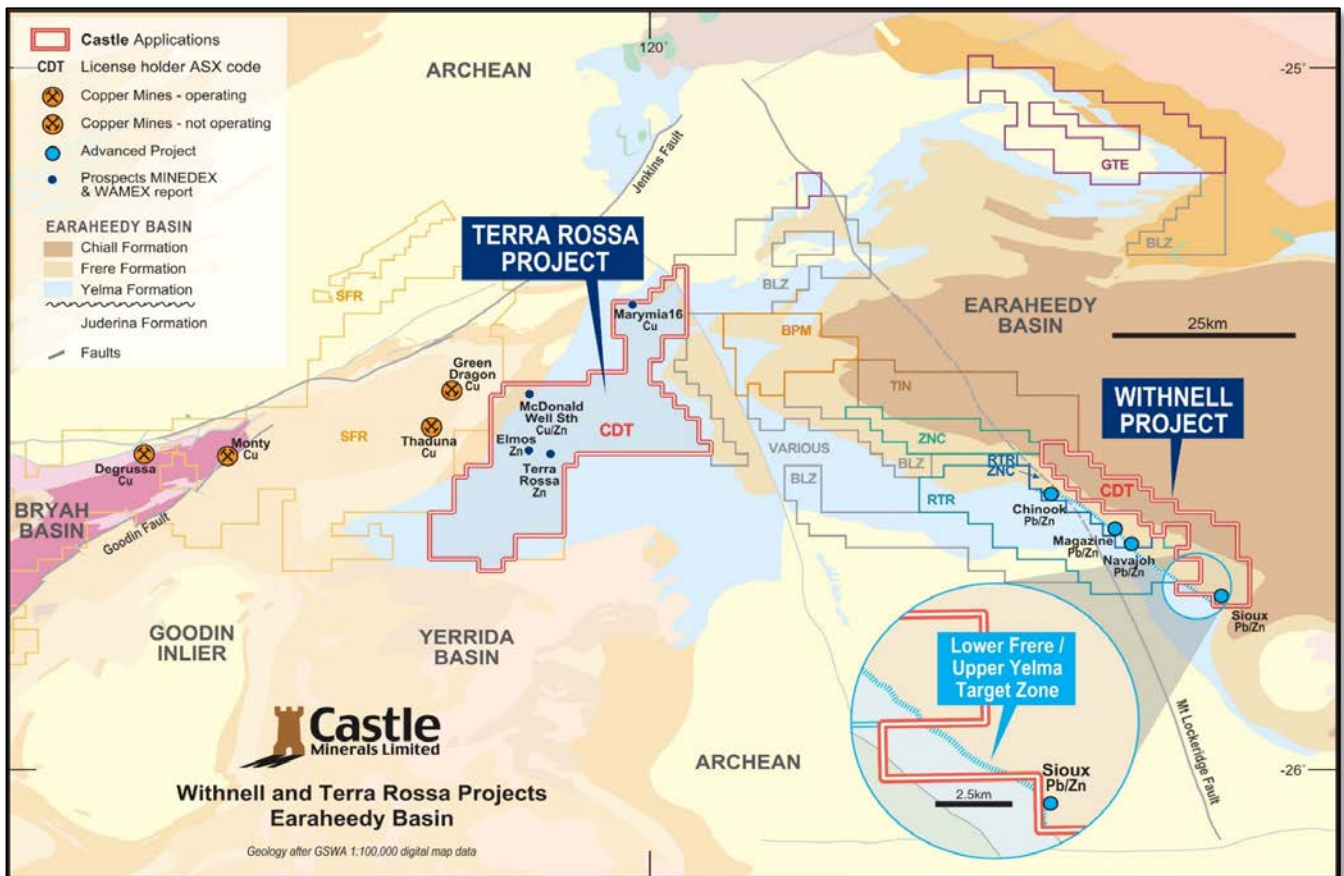 Castle Applications
CDT License holder ASX code
Copper Mines - operating
Copper Mines - not operating
Advanced Project
Prospects MINEDEX
& WAMEX report
EARAHEEDY BASIN
Chiall Formation
Frere Formation
Yelma Formation
Juderina Formation
Faults
120°
-25°
ARCHEAN
Jenkins Fault
GTE
BLZ
TERRA ROSSA
PROJECT
SFR
BLZ
EARAHEEDY
BASIN
Marymia16
Cu
BPM
25km
Green
Dragon
Cu
TIN
WITHNELL
PROJECT
McDonald
Well Sth
Cu/Zn
CDT
Thaduna
Cu
SFR
Elmos
Zn
Terra
Rossa
Zn
VARIOUS
ZNC
BLZ
BLZ
RTR
RTR
ZNC
CDT
Degrussa
Cu
Monty
Cu
BRYAH
BASIN
Goodin Fault
Chinook
Pb/Zn
Magazine
Pb/Zn
Navajoh
Pb/Zn
Sioux
Pb/Zn
GOODIN
INLIER
YERRIDA
BASIN
Lower Frere /
Upper Yelma
Target Zone
Mt Lockeridge Fault
Castle
Minerals Limited
ARCHEAN
-26°
Sioux
Pb/Zn
2.5km
Withnell and Terra Rossa Projects
Earaheedy Basin
Geology after GSWA 1:100,000 digital map data